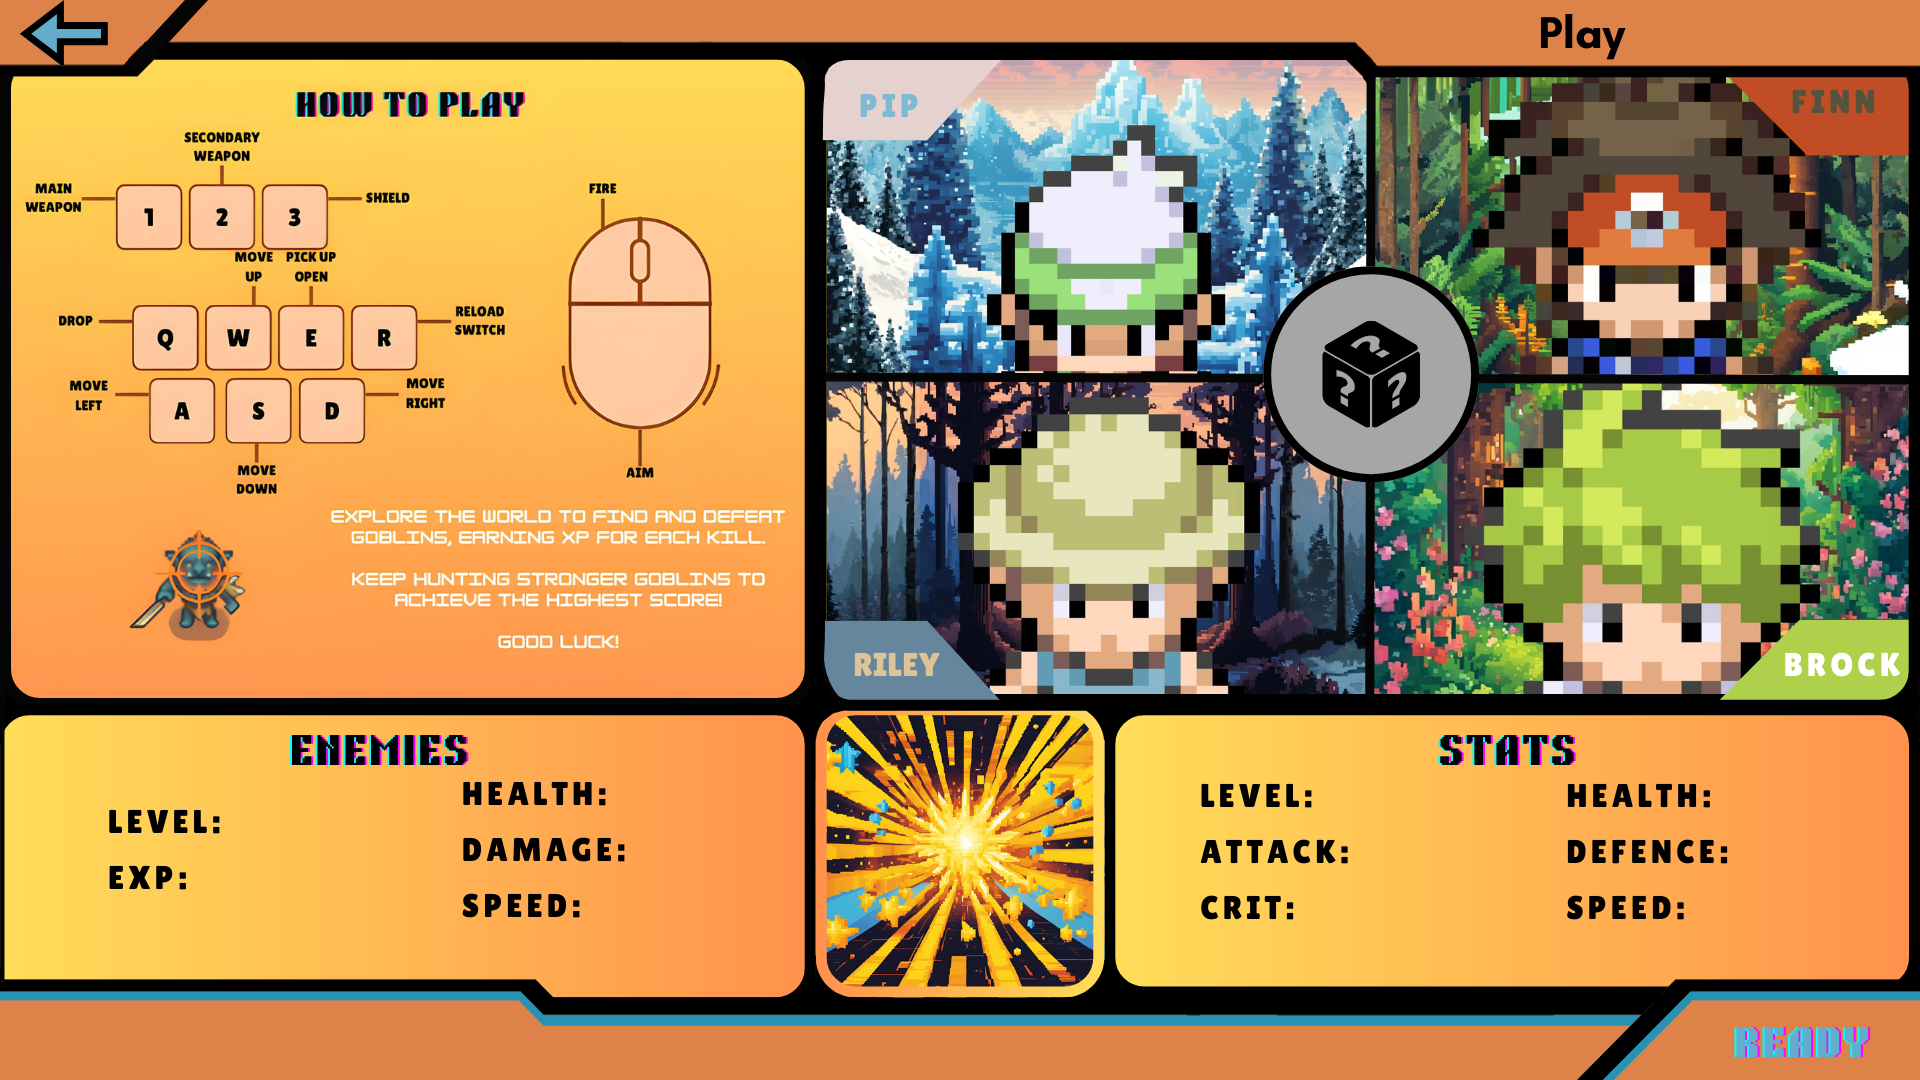 Play
HOW TO PLAY
SECONDARY
WEAPON
MAIN
WEAPON
SHIELD
1
2
3
MOVE
UP
PICK UP
OPEN
DROP
Q
W
E
R
RELOAD
SWITCH
MOVE
LEFT
A
S
D
MOVE
RIGHT
MOVE
DOWN
FIRE
AIM
EXPLORE THE WORLD TO FIND AND DEFEAT
GOBLINS, EARNING XP FOR EACH KILL.
KEEP HUNTING STRONGER GOBLINS TO
ACHIEVE THE HIGHEST SCORE!
GOOD LUCK!
PIP
FINN
? ? ?
RILEY
BROCK
ENEMIES
LEVEL:
EXP:
HEALTH:
DAMAGE:
SPEED:
STATS
LEVEL:
ATTACK:
CRIT:
HEALTH:
DEFENCE:
SPEED:
READY